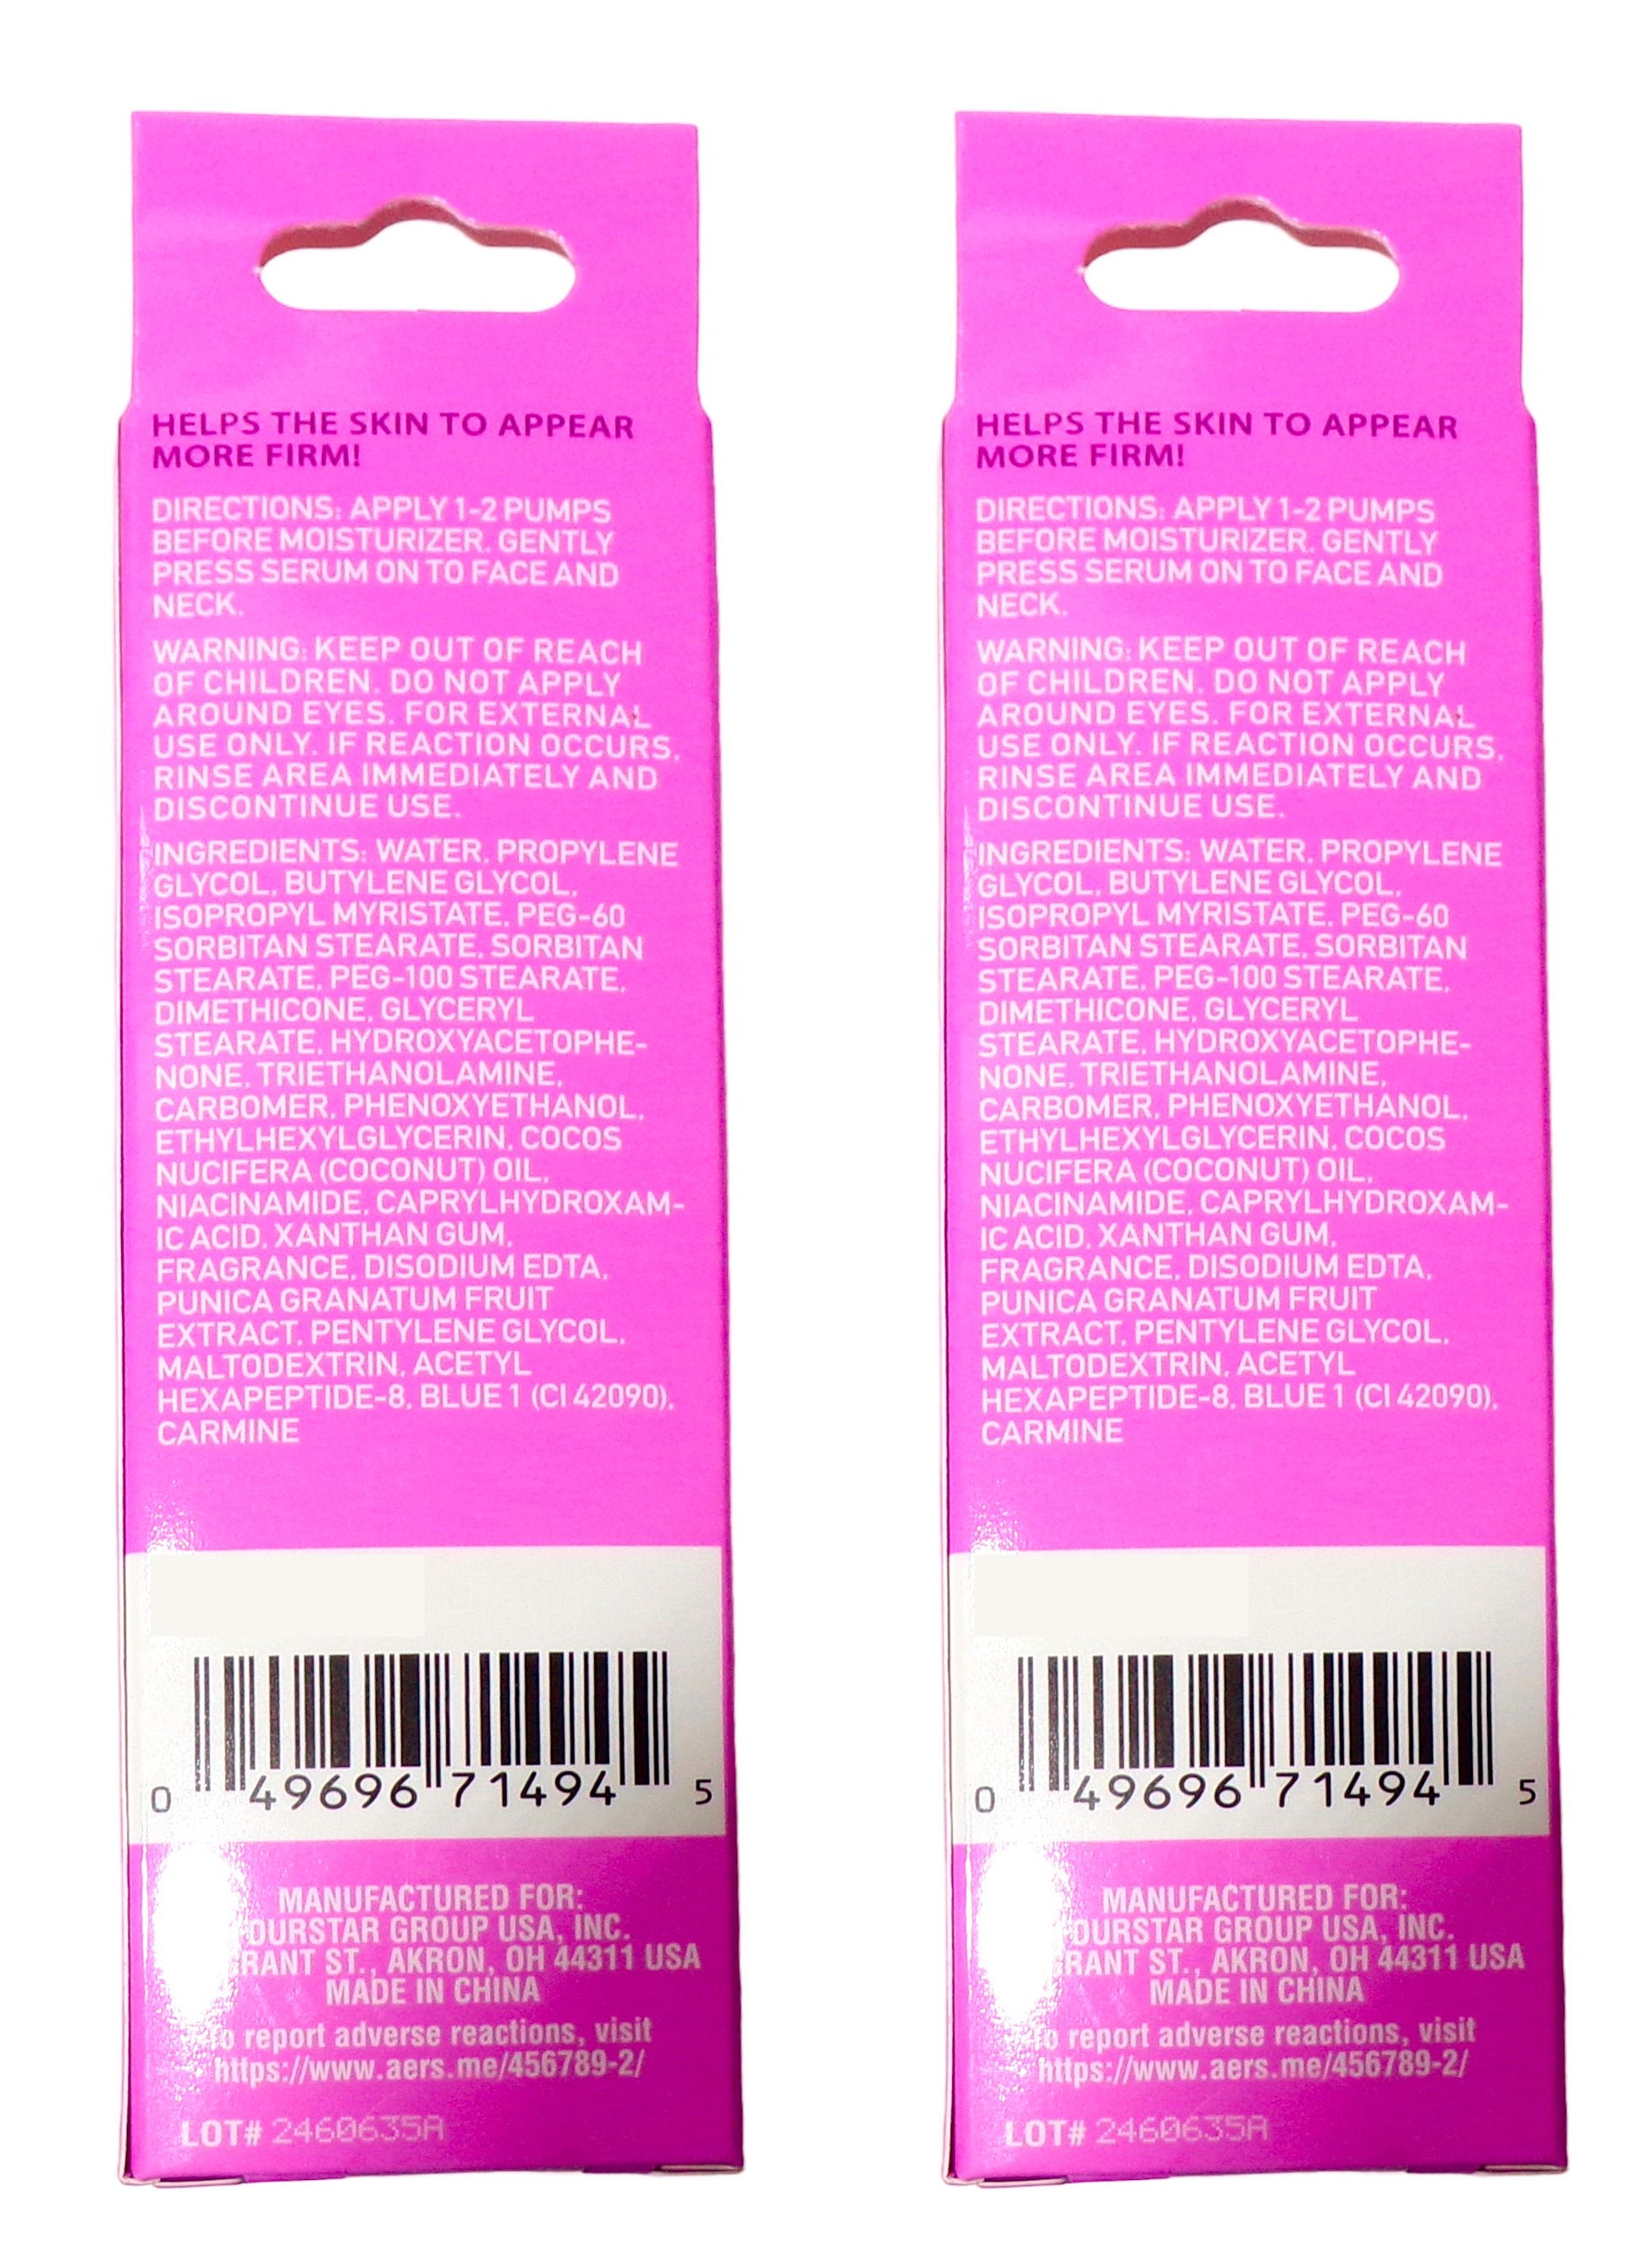 HELPS THE SKIN TO APPEAR
MORE FIRM!
DIRECTIONS: APPLY 1-2 PUMPS
BEFORE MOISTURIZER. GENTLY
PRESS SERUM ON TO FACE AND
NECK.
WARNING: KEEP OUT OF REACH
OF CHILDREN. DO NOT APPLY
AROUND EYES. FOR EXTERNAL
USE ONLY. IF REACTION OCCURS,
RINSE AREA IMMEDIATELY AND
DISCONTINUE USE.
INGREDIENTS: WATER, PROPYLENE
GLYCOL, BUTYLENE GLYCOL,
ISOPROPYL MYRISTATE, PEG-60
SORBITAN STEARATE, SORBITAN
STEARATE, PEG-100 STEARATE,
DIMETHICONE, GLYCERYL
STEARATE, HYDROXYACETOPHE-
NONE, TRIETHANOLAMINE,
CARBOMER, PHENOXYETHANOL,
ETHYLHEXYLGLYCERIN, COCOS
NUCIFERA (COCONUT) OIL,
NIACINAMIDE, CAPRYLHYDROXAM-
IC ACID, XANTHAN GUM,
FRAGRANCE, DISODIUM EDTA,
PUNICA GRANATUM FRUIT
EXTRACT, PENTYLENE GLYCOL,
MALTODEXTRIN, ACETYL
HEXAPEPTIDE-8, BLUE 1 (CI 42090),
CARMINE
0 49696 71494 5
MANUFACTURED FOR:
GROUP USA, INC.
ST., AKRON, OH 44311 USA
MADE IN CHINA
report adverse reactions, visit
https://www.aers.me/456789-2/
LOT# 2460635A
HELPS THE SKIN TO APPEAR
MORE FIRM!
DIRECTIONS: APPLY 1-2 PUMPS
BEFORE MOISTURIZER. GENTLY
PRESS SERUM ON TO FACE AND
NECK.
WARNING: KEEP OUT OF REACH
OF CHILDREN. DO NOT APPLY
AROUND EYES. FOR EXTERNAL
USE ONLY. IF REACTION OCCURS,
RINSE AREA IMMEDIATELY AND
DISCONTINUE USE.
INGREDIENTS: WATER, PROPYLENE
GLYCOL, BUTYLENE GLYCOL,
ISOPROPYL MYRISTATE, PEG-60
SORBITAN STEARATE, SORBITAN
STEARATE, PEG-100 STEARATE,
DIMETHICONE, GLYCERYL
STEARATE, HYDROXYACETOPHE-
NONE, TRIETHANOLAMINE,
CARBOMER, PHENOXYETHANOL,
ETHYLHEXYLGLYCERIN, COCOS
NUCIFERA (COCONUT) OIL,
NIACINAMIDE, CAPRYLHYDROXAM-
IC ACID, XANTHAN GUM,
FRAGRANCE, DISODIUM EDTA,
PUNICA GRANATUM FRUIT
EXTRACT, PENTYLENE GLYCOL,
MALTODEXTRIN, ACETYL
HEXAPEPTIDE-8, BLUE 1 (CI 42090),
CARMINE
0 49696 71494 5
MANUFACTURED FOR:
GROUP USA, INC.
ST., AKRON, OH 44311 USA
MADE IN CHINA
report adverse reactions, visit
https://www.aers.me/456789-2/
LOT# 2460635A